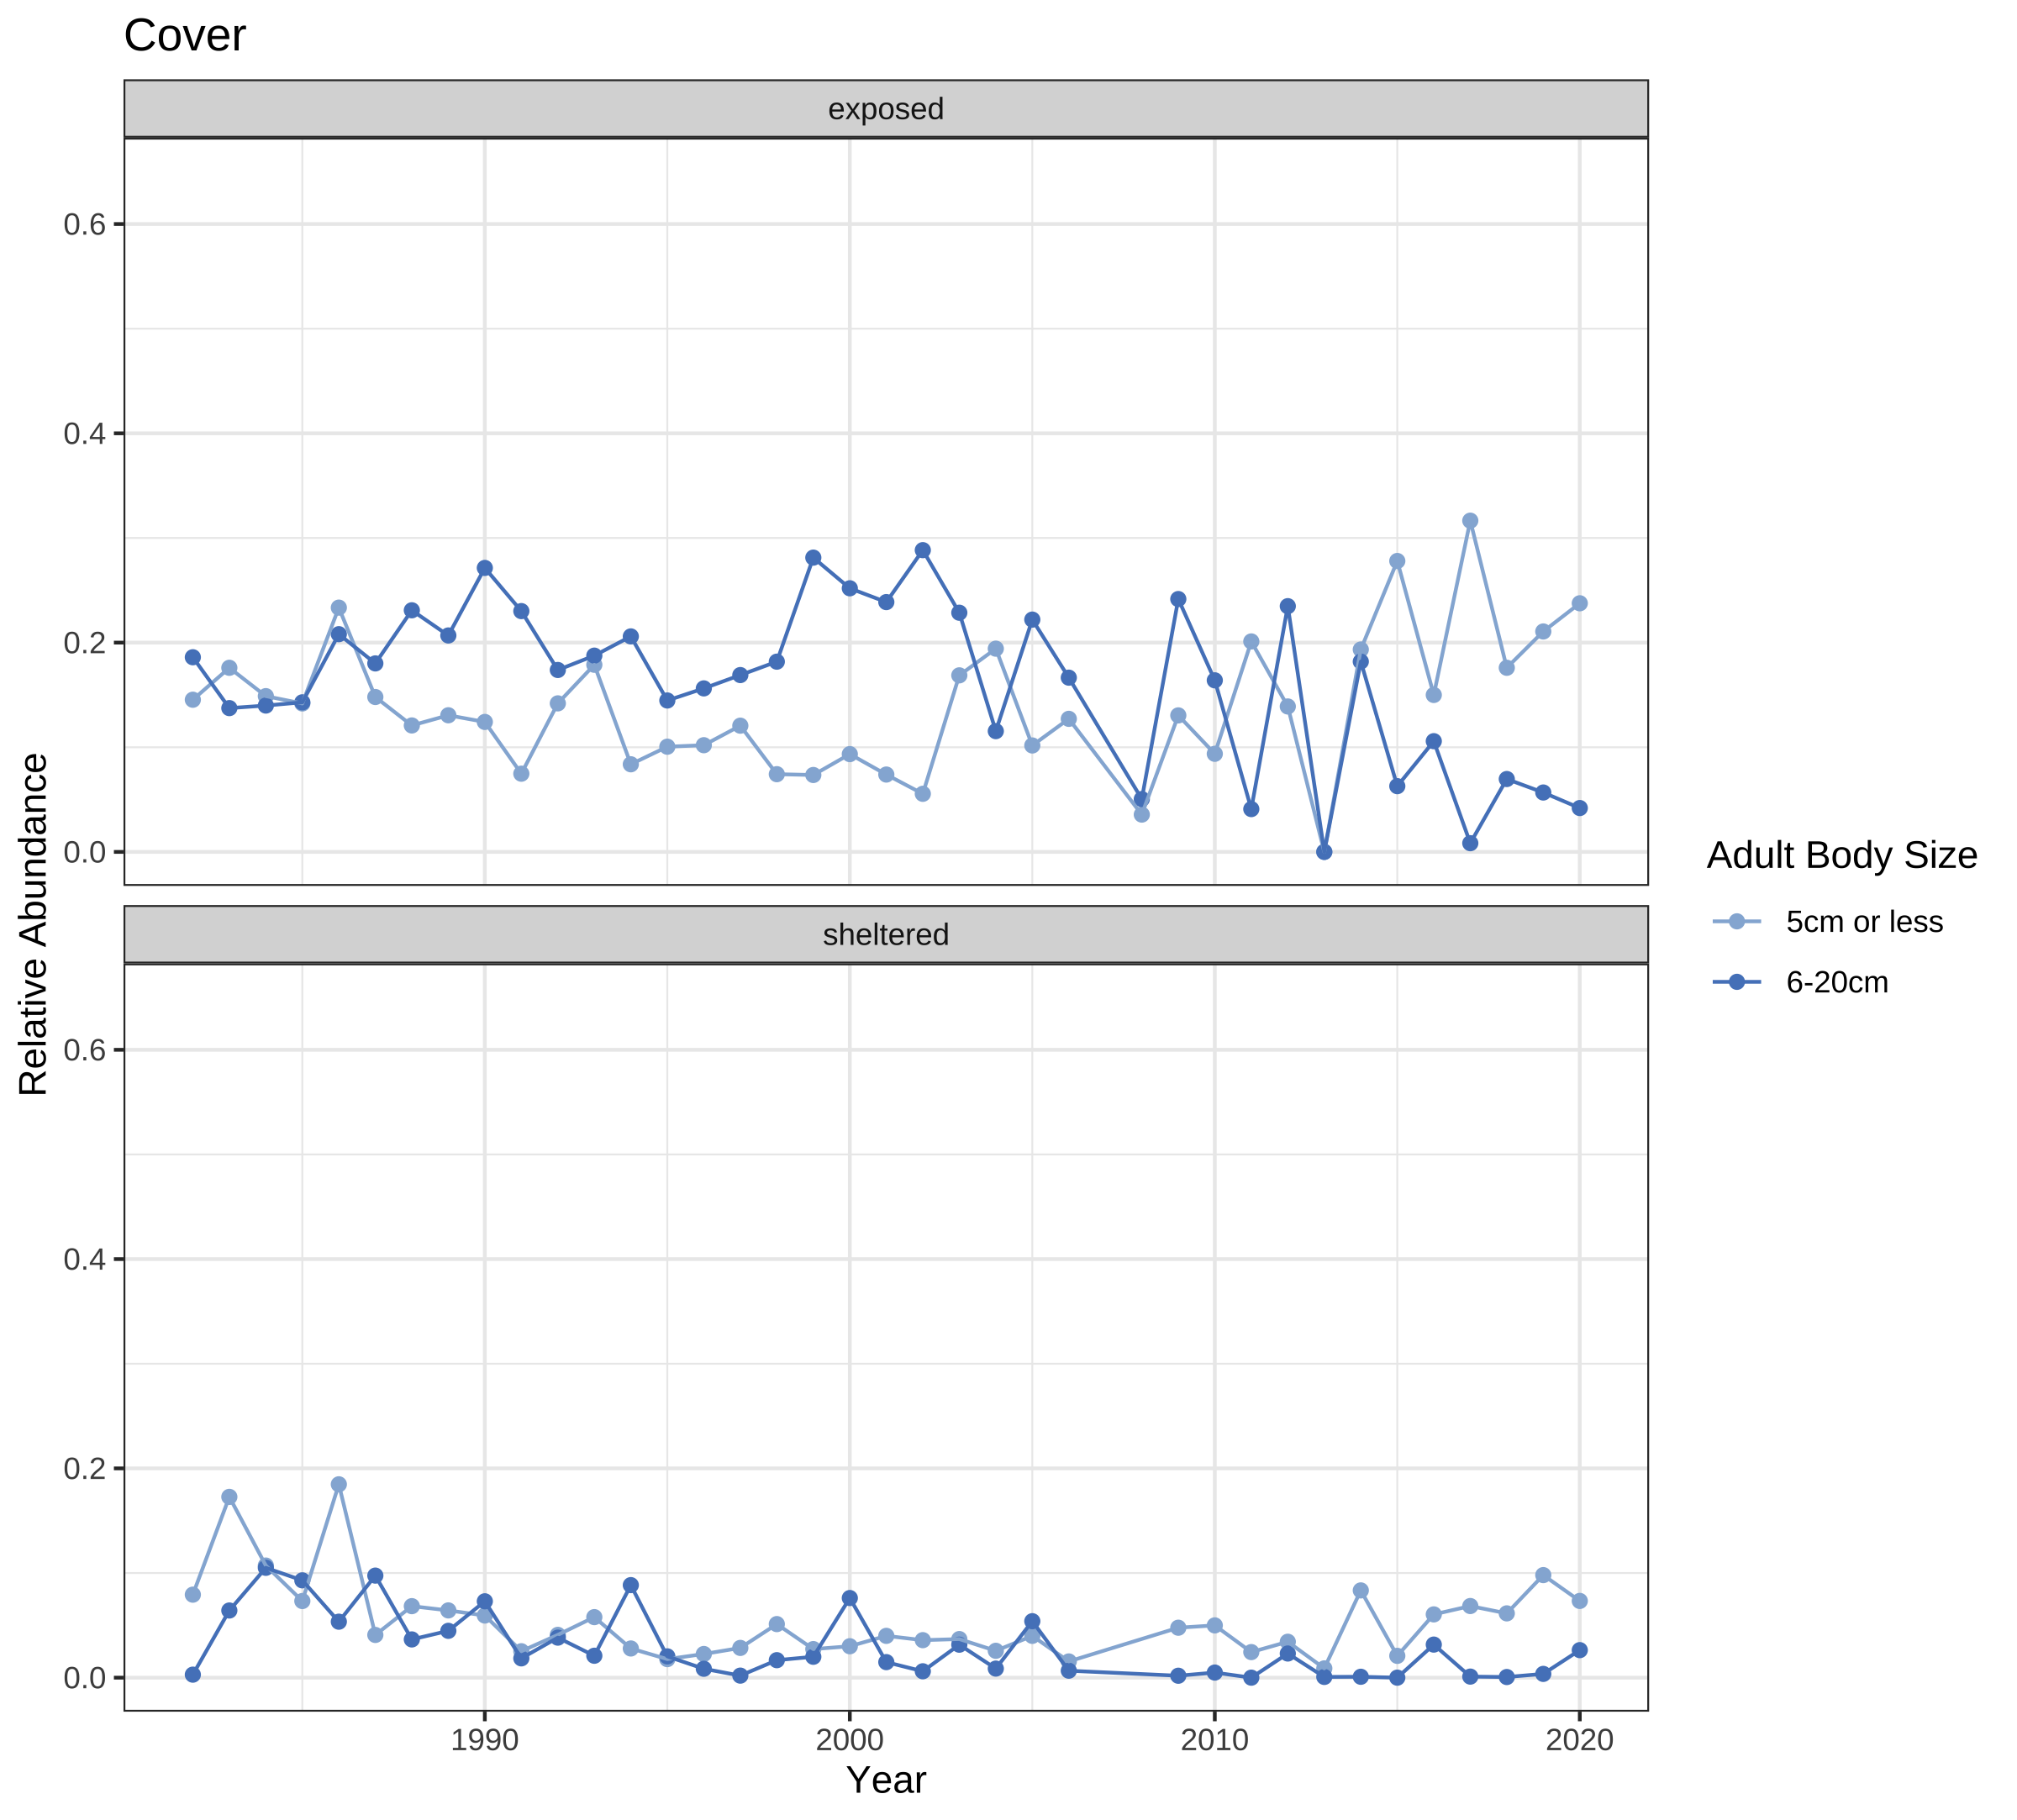 Cover
exposed
0.6
0.4
0.2
0.0
sheltered
0.6
0.4
0.2
0.0
1990 2000 2010 2020
Year
Relative Abundance
Adult Body Size
5cm or less
6-20cm